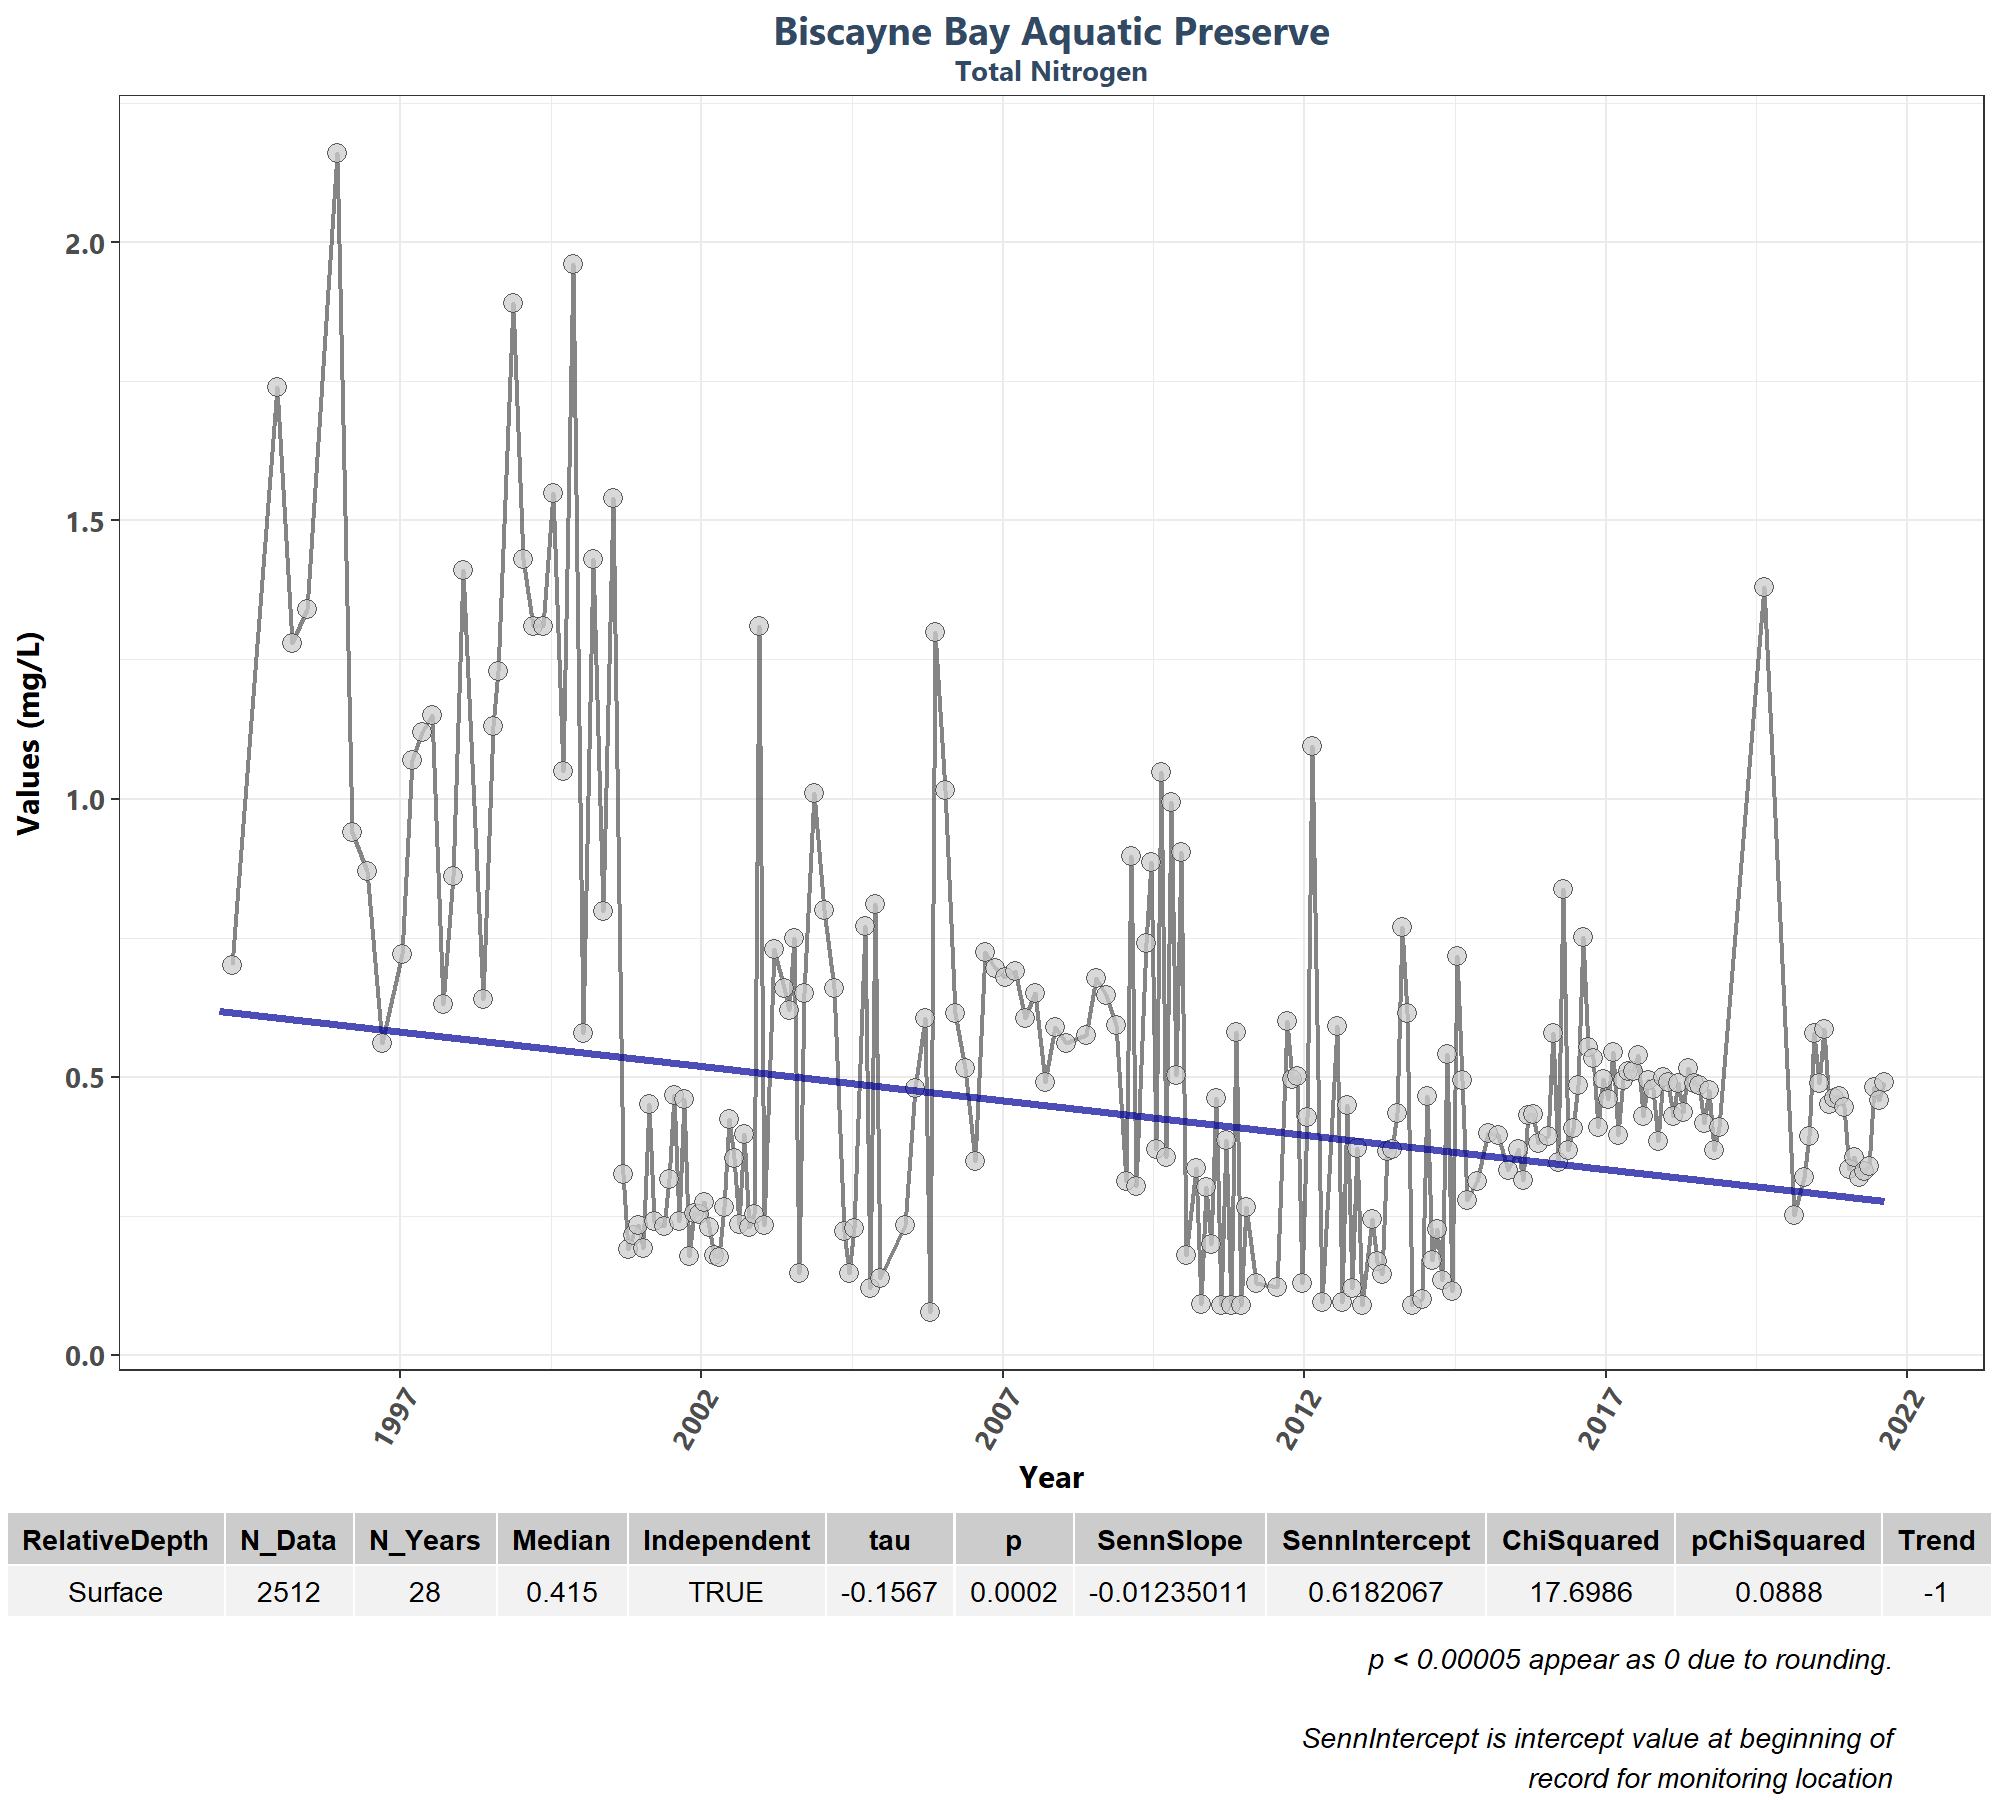 Biscayne Bay Aquatic Preserve
Total Nitrogen
Values (mg/L)
2.0
1.5
1.0
0.5
0.0
1997 2002 2007 2012 2017 2022
Year
RelativeDepth N_Data N_Years Median Independent tau p SennSlope SennIntercept ChiSquared pChiSquared Trend
Surface 2512 28 0.415 TRUE -0.1567 0.0002 -0.01235011 0.6182067 17.6986 0.0888 -1
p < 0.00005 appear as 0 due to rounding.
SennIntercept is intercept value at beginning of
record for monitoring location